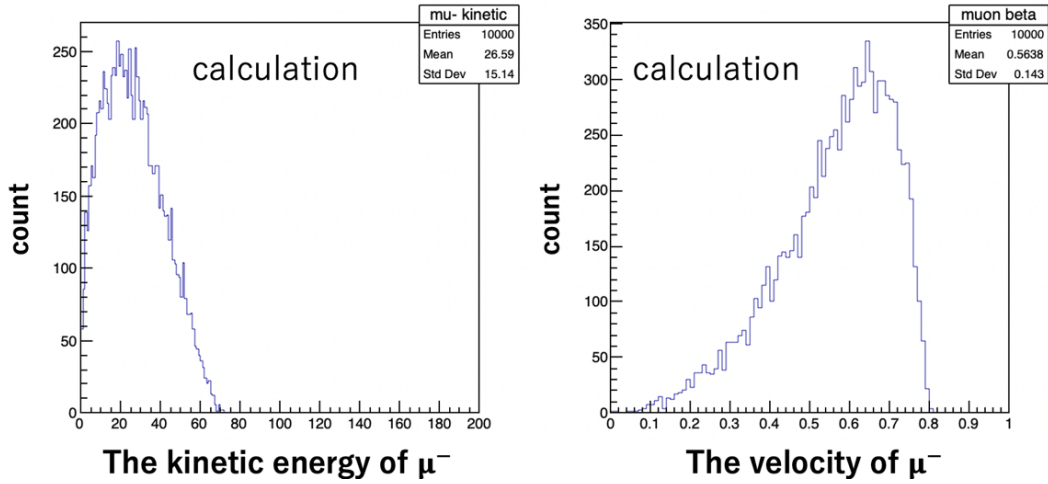 mu- kinetic
Entries 10000
Mean 26.59
Std Dev 15.14
calculation
250
200
150
100
50
0
0 20 40 60 80 100 120 140 160 180 200
count
The kinetic energy of μ⁻
muon beta
Entries 10000
Mean 0.5638
Std Dev 0.143
calculation
350
300
250
200
150
100
50
0
0 0.1 0.2 0.3 0.4 0.5 0.6 0.7 0.8 0.9 1
count
The velocity of μ⁻